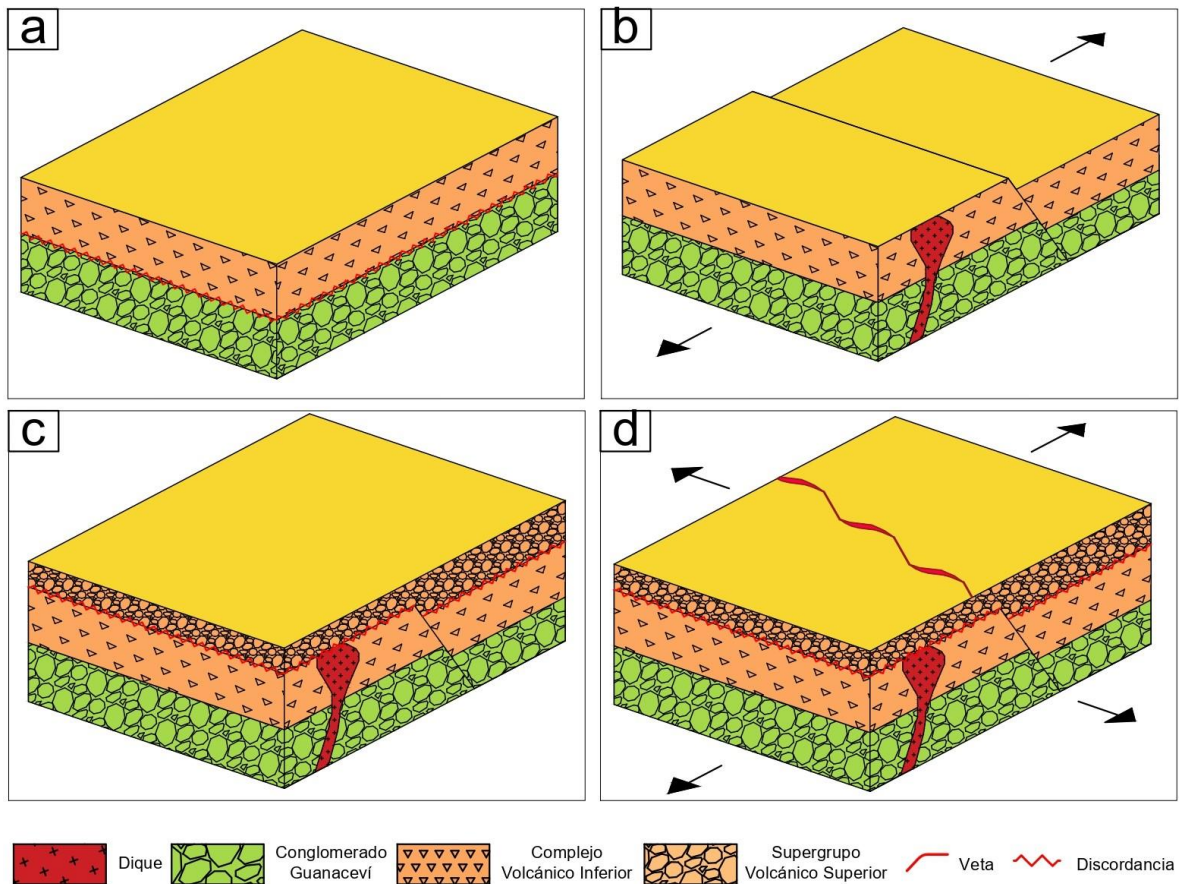 a
b
c
d
Dique
Conglomerado
Guanaceví
Complejo
Volcánico Inferior
Supergrupo
Volcánico Superior
Veta
Discordancia